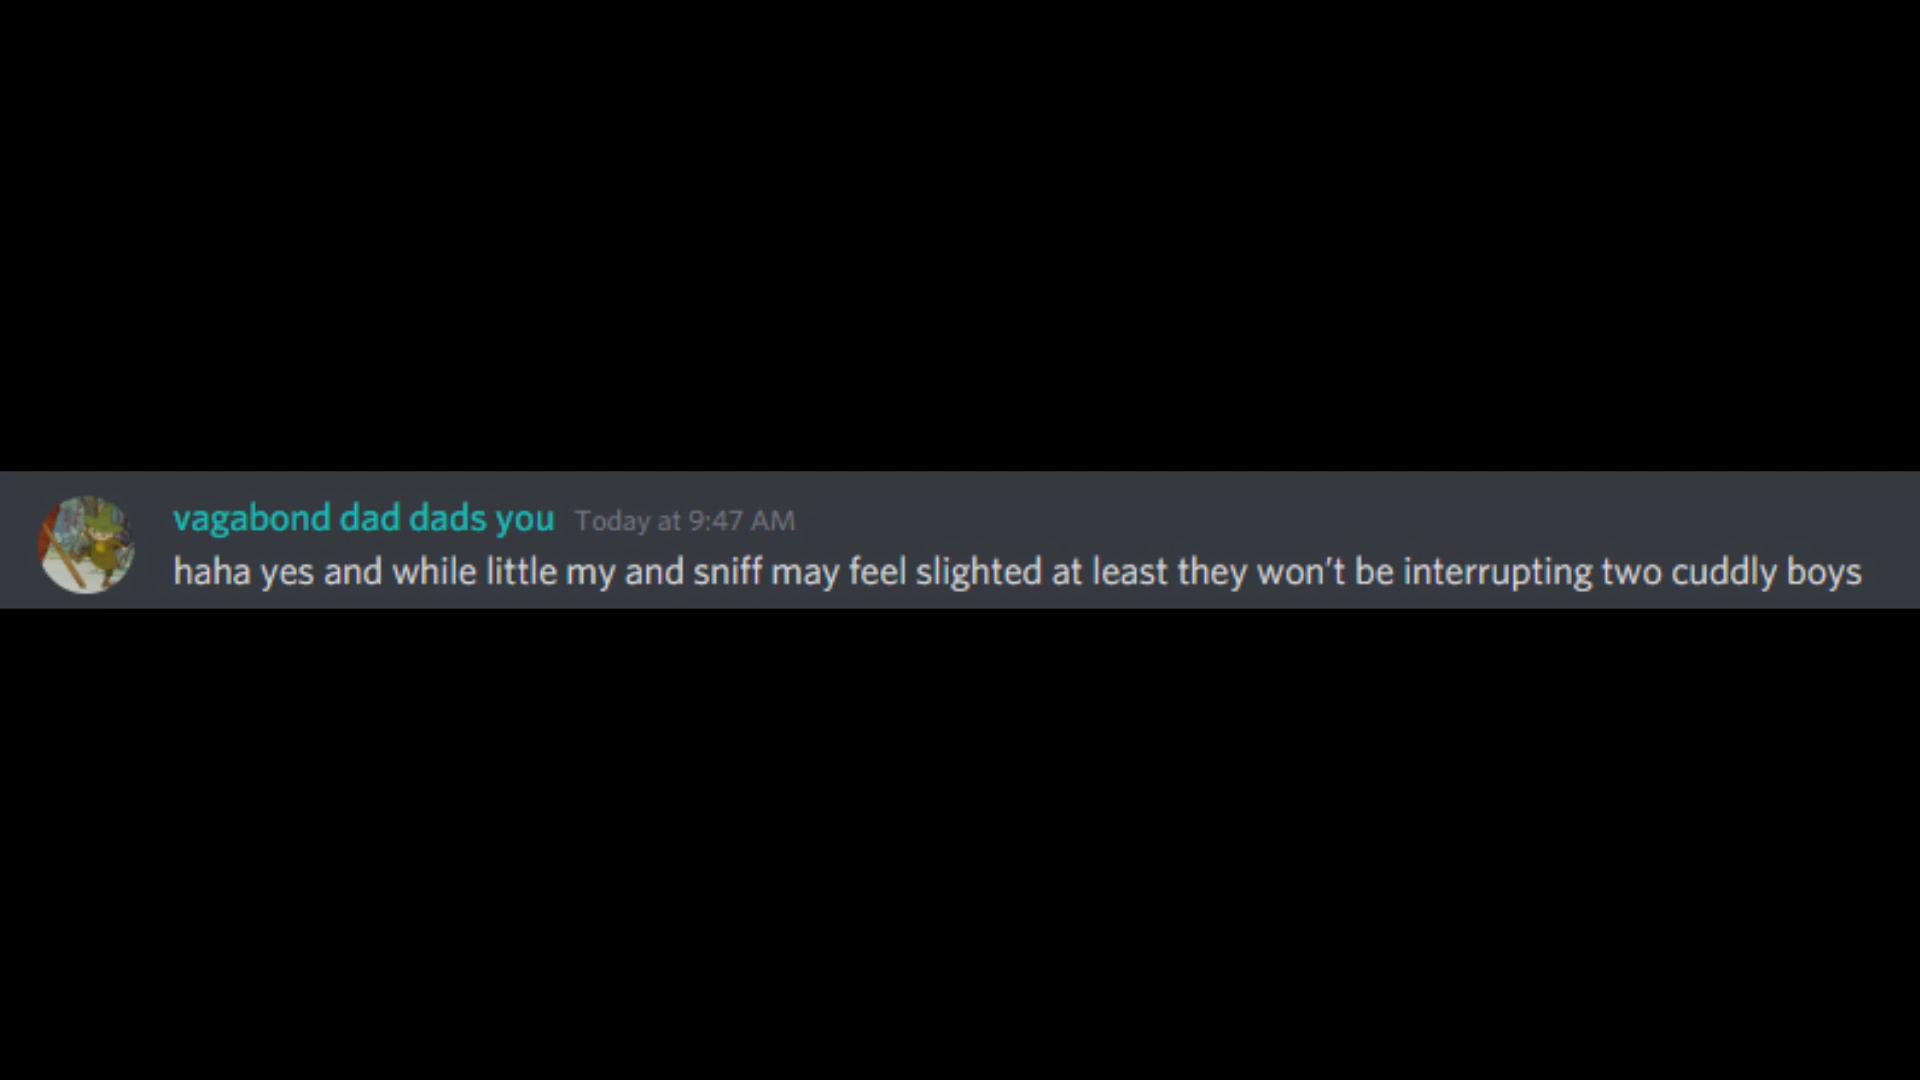 vagabond dad dads you Today at 9:47 AM
haha yes and while little my and sniff may feel slighted at least they won't be interrupting two cuddly boys